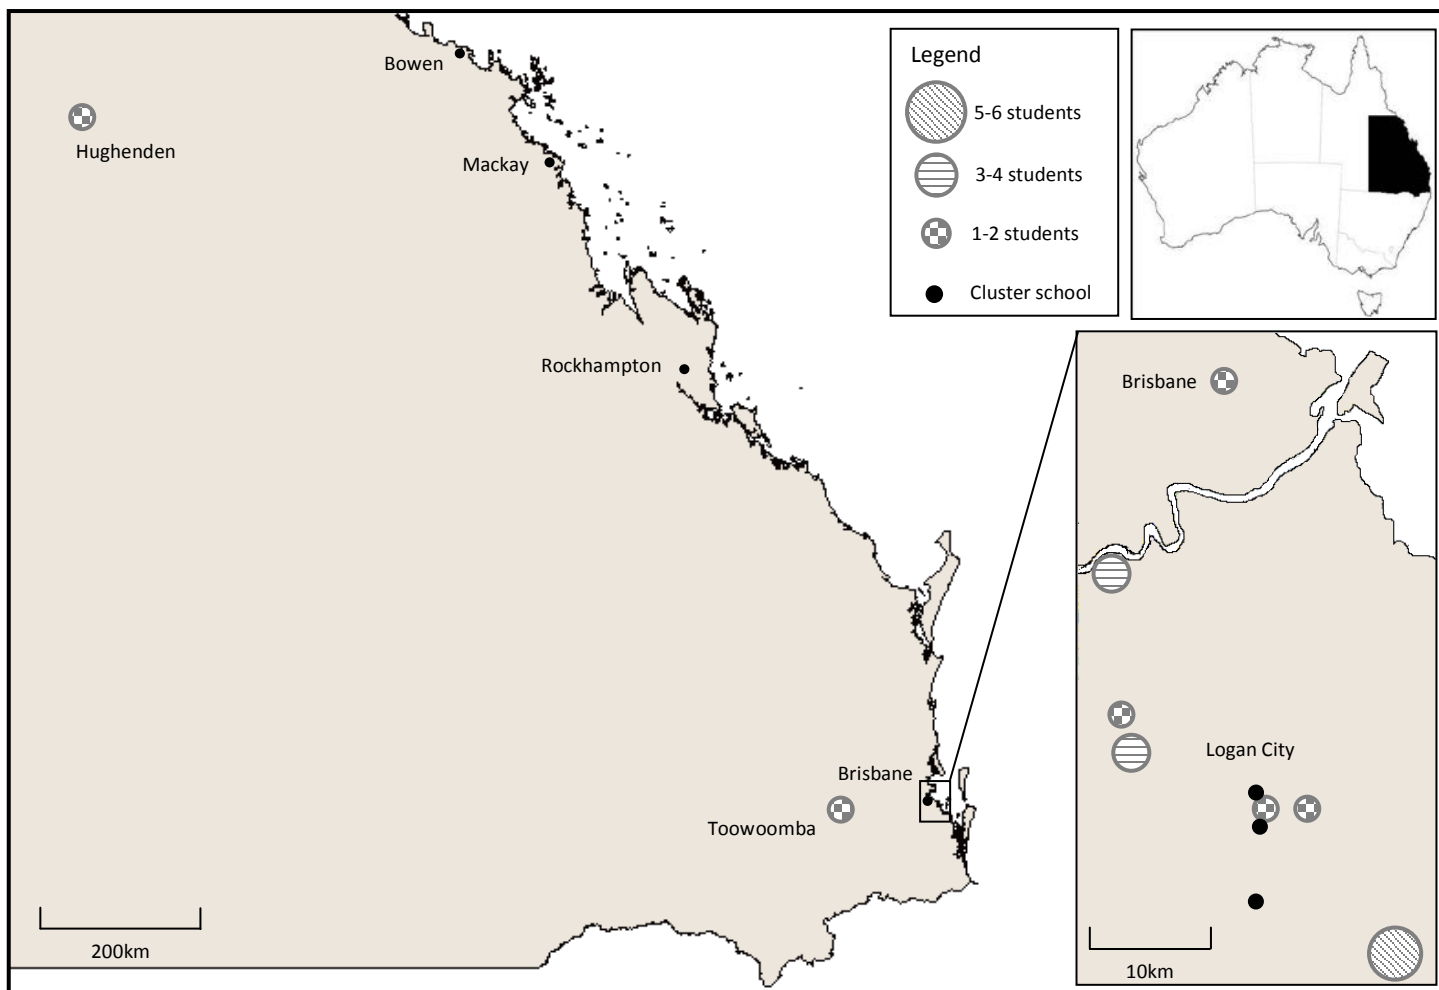 Bowen
Hughenden
Mackay
Rockhampton
Brisbane
Toowoomba
200km
Legend
5-6 students
3-4 students
1-2 students
Cluster school
Brisbane
Logan City
10km